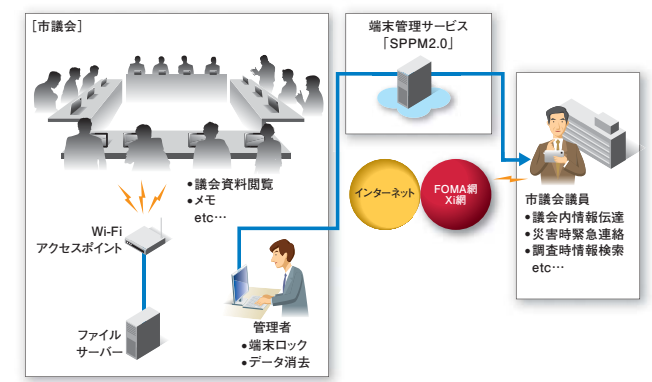 [市議会]
•議会資料閲覧
•メモ
etc…
Wi-Fi
アクセスポイント
ファイル
サーバー
管理者
•端末ロック
•データ消去
端末管理サービス
「SPPM2.0」
インターネット
FOMA網
Xi網
市議会議員
•議会内情報伝達
•災害時緊急連絡
•調査時情報検索
etc…